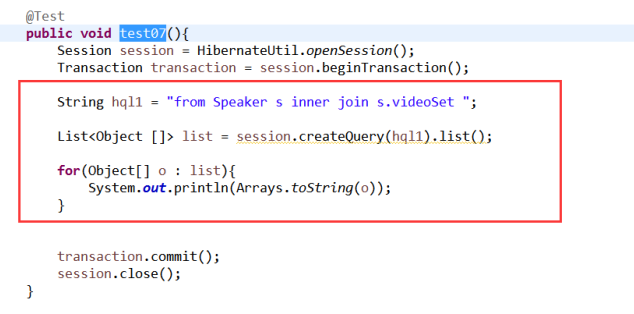 @Test
public void test07(){
Session session = HibernateUtil.openSession();
Transaction transaction = session.beginTransaction();
String hql1 = "from Speaker s inner join s.videoSet ";
List<Object []> list = session.createQuery(hql1).list();
for(Object[] o : list){
System.out.println(Arrays.toString(o));
}
transaction.commit();
session.close();
}